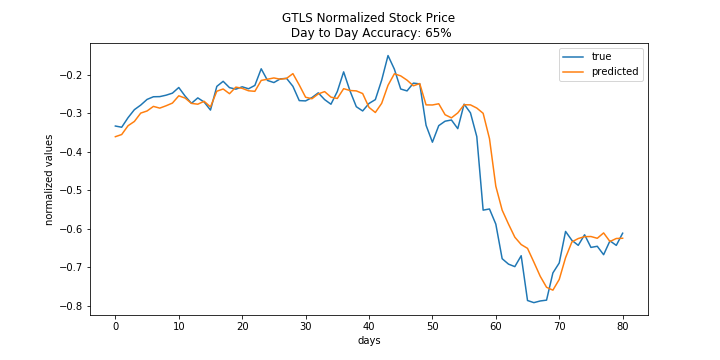 GTLS Normalized Stock Price
Day to Day Accuracy: 65%
true
predicted
normalized values
−0.2
−0.3
−0.4
−0.5
−0.6
−0.7
−0.8
0
10
20
30
40
50
60
70
80
days